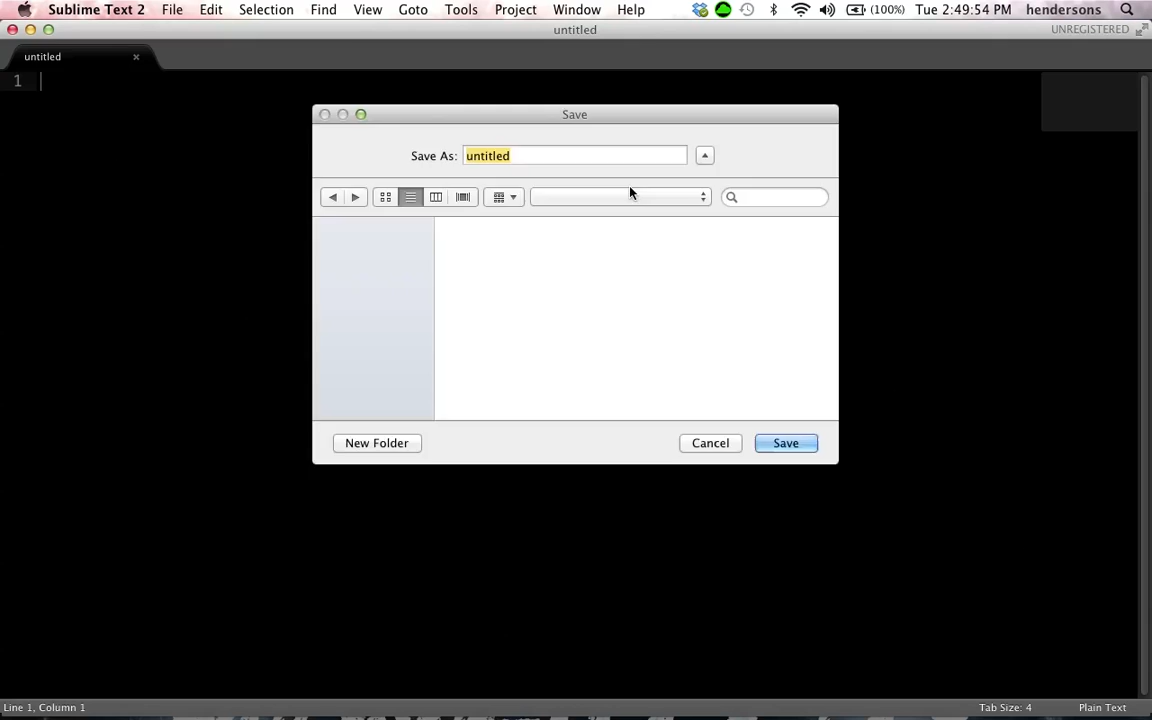 Sublime Text 2 File Edit Selection Find View Goto Tools Project Window Help (100%) Tue 2:49:54 PM hendersons
untitled UNREGISTERED
untitled
1
Save
Save As: untitled
New Folder Cancel Save
Line 1, Column 1 Tab Size: 4 Plain Text